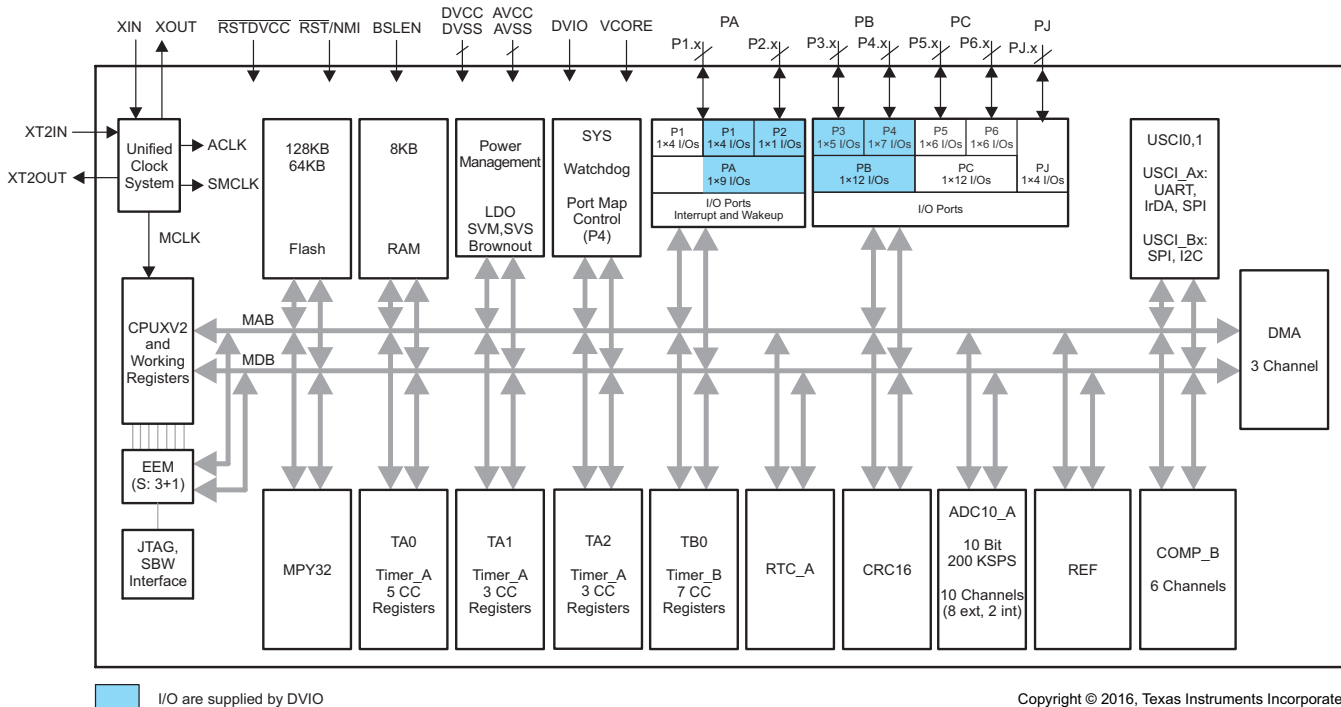 XIN
XOUT
RSTDVCC
RST/NMI
BSLEN
DVCC
DVSS
AVCC
AVSS
DVIO
VCORE
PA
P1.x
P2.x
PB
P3.x
P4.x
PC
P5.x
P6.x
PJ
PJ.x
XT2IN
XT2OUT
Unified
Clock
System
ACLK
SMCLK
MCLK
128KB
64KB
Flash
8KB
RAM
Power
Management
LDO
SVM,SVS
Brownout
SYS
Watchdog
Port Map
Control
(P4)
P1
1×4 I/Os
P1
1×4 I/Os
P2
1×1 I/Os
PA
1×9 I/Os
I/O Ports
Interrupt and Wakeup
P3
1×5 I/Os
P4
1×7 I/Os
P5
1×6 I/Os
P6
1×6 I/Os
PB
1×12 I/Os
PC
1×12 I/Os
PJ
1×4 I/Os
I/O Ports
USCI0,1
USCI_Ax:
UART,
IrDA, SPI
USCI_Bx:
SPI, I2C
CPUXV2
and
Working
Registers
MAB
MDB
DMA
3 Channel
EEM
(S: 3+1)
JTAG,
SBW
Interface
MPY32
TA0
Timer_A
5 CC
Registers
TA1
Timer_A
3 CC
Registers
TA2
Timer_A
3 CC
Registers
TB0
Timer_B
7 CC
Registers
RTC_A
CRC16
ADC10_A
10 Bit
200 KSPS
10 Channels
(8 ext, 2 int)
REF
COMP_B
6 Channels
I/O are supplied by DVIO
Copyright © 2016, Texas Instruments Incorporate